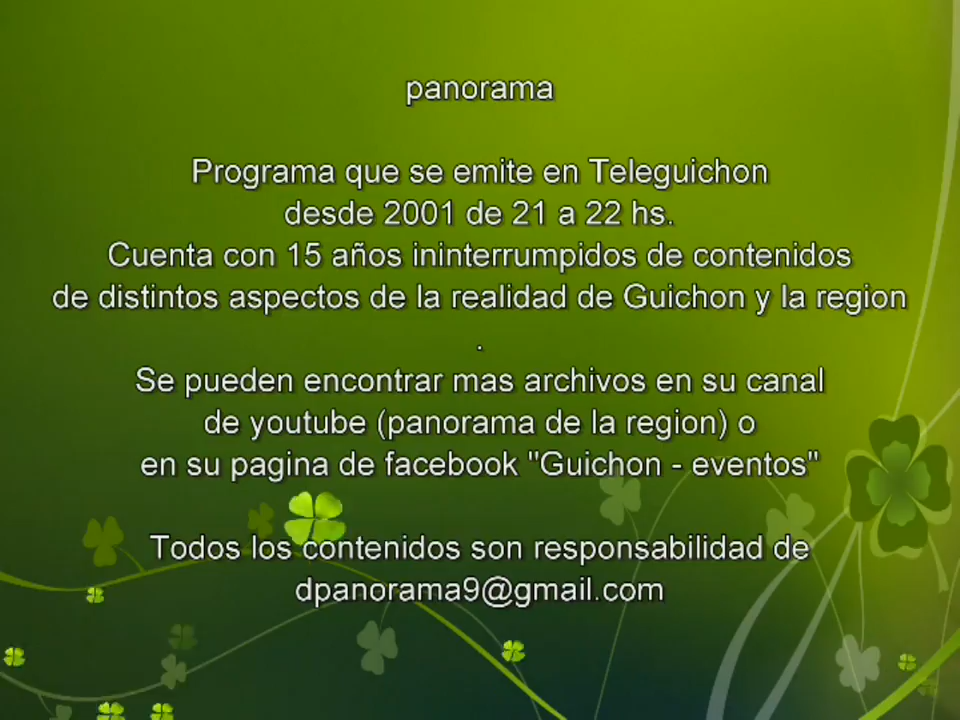 panorama
Programa que se emite en Teleguichon
desde 2001 de 21 a 22 hs.
Cuenta con 15 años ininterrumpidos de contenidos
de distintos aspectos de la realidad de Guichon y la region
.
Se pueden encontrar mas archivos en su canal
de youtube (panorama de la region) o
en su pagina de facebook "Guichon - eventos"
Todos los contenidos son responsabilidad de
dpanorama9@gmail.com